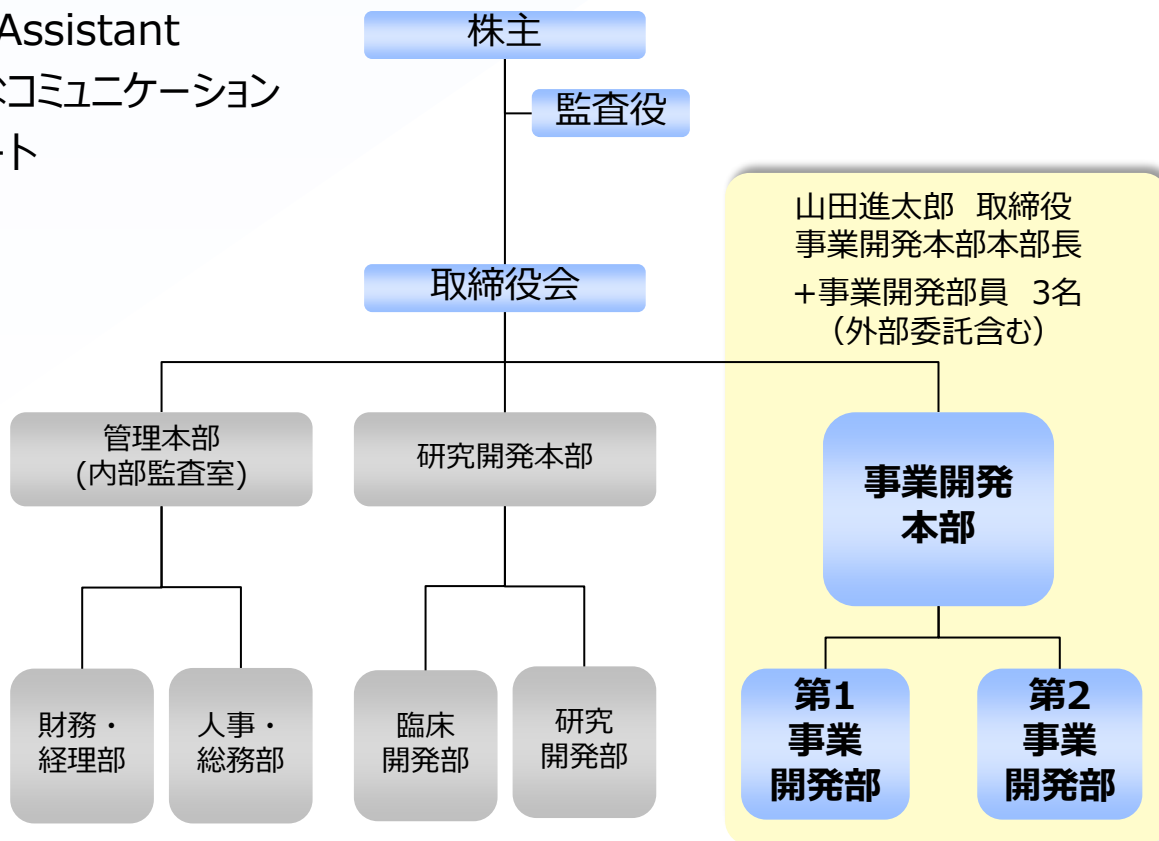 Assistant
コミュニケーション
ート
株主
監査役
取締役会
山田進太郎 取締役
事業開発本部本部長
+事業開発部員 3名
（外部委託含む）
管理本部
(内部監査室)
研究開発本部
事業開発
本部
財務・
経理部
人事・
総務部
臨床
開発部
研究
開発部
第1
事業
開発部
第2
事業
開発部